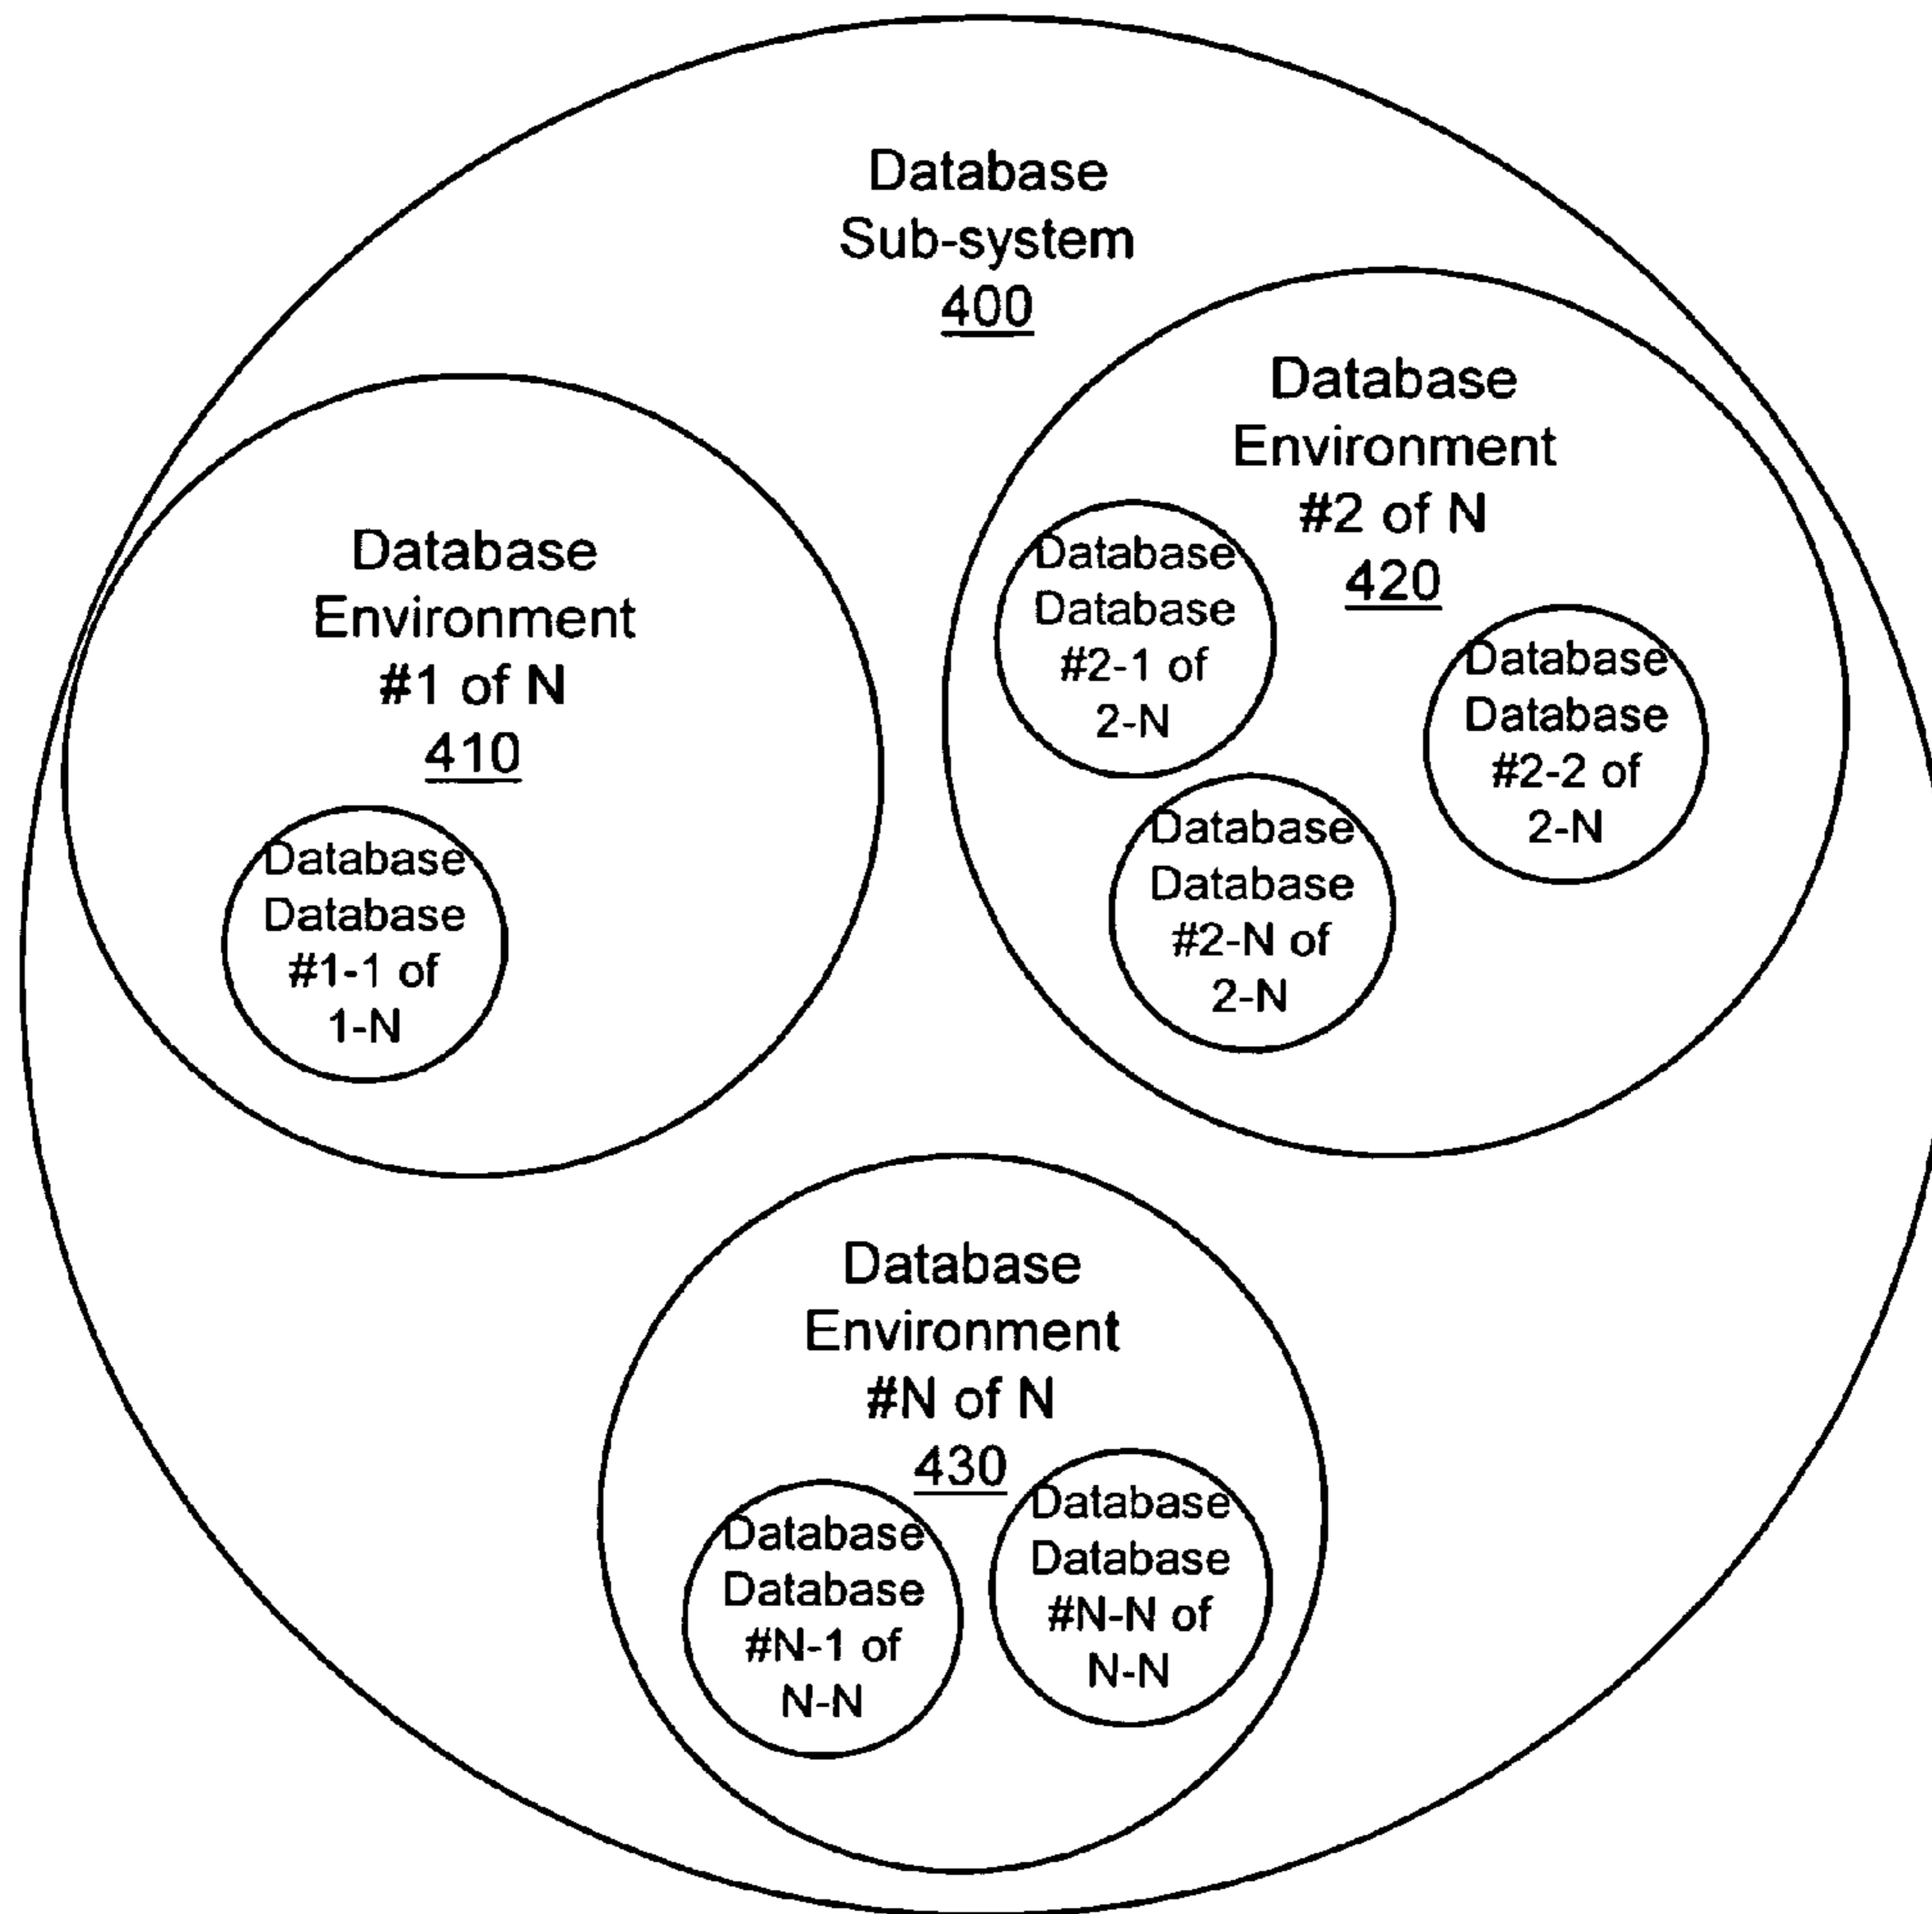 Database
Sub-system
400
Database
Environment
#1 of N
410
Database
Database
#1-1 of
1-N
Database
Environment
#2 of N
420
Database
Database
#2-1 of
2-N
Database
Database
#2-2 of
2-N
Database
Database
#2-N of
2-N
Database
Environment
#N of N
430
Database
Database
#N-1 of
N-N
Database
Database
#N-N of
N-N